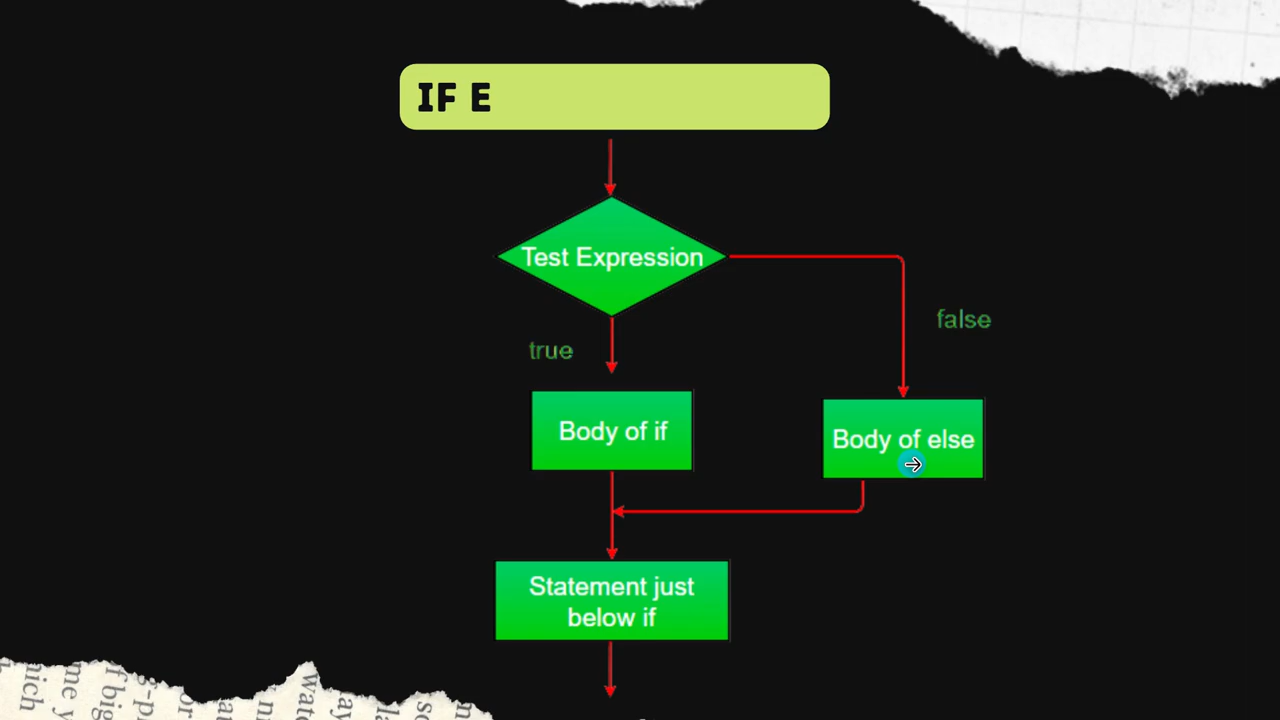 IF E
Test Expression
false
true
Body of if
Body of else
Statement just
below if